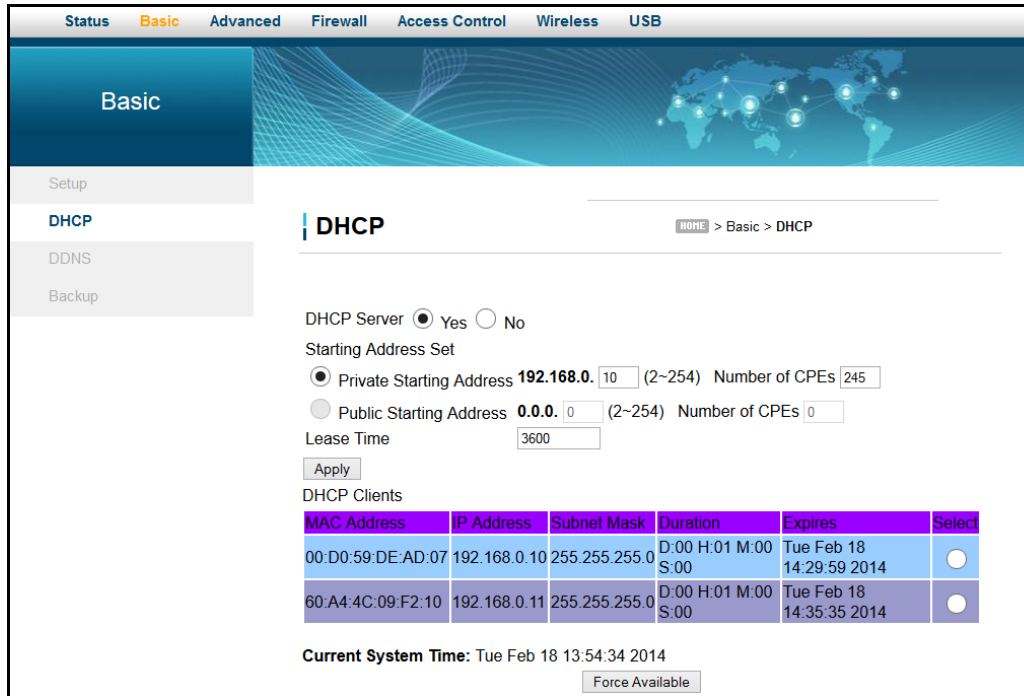 Status Basic Advanced Firewall Access Control Wireless USB
Basic
Setup
DHCP
DDNS
Backup
DHCP
HOME > Basic > DHCP
DHCP Server Yes No
Starting Address Set
Private Starting Address 192.168.0. 10 (2~254) Number of CPEs 245
Public Starting Address 0.0.0. 0 (2~254) Number of CPEs 0
Lease Time 3600
Apply
DHCP Clients
MAC Address IP Address Subnet Mask Duration Expires Select
00:D0:59:DE:AD:07 192.168.0.10 255.255.255.0 D:00 H:01 M:00 S:00 Tue Feb 18 14:29:59 2014
60:A4:4C:09:F2:10 192.168.0.11 255.255.255.0 D:00 H:01 M:00 S:00 Tue Feb 18 14:35:35 2014
Current System Time: Tue Feb 18 13:54:34 2014
Force Available